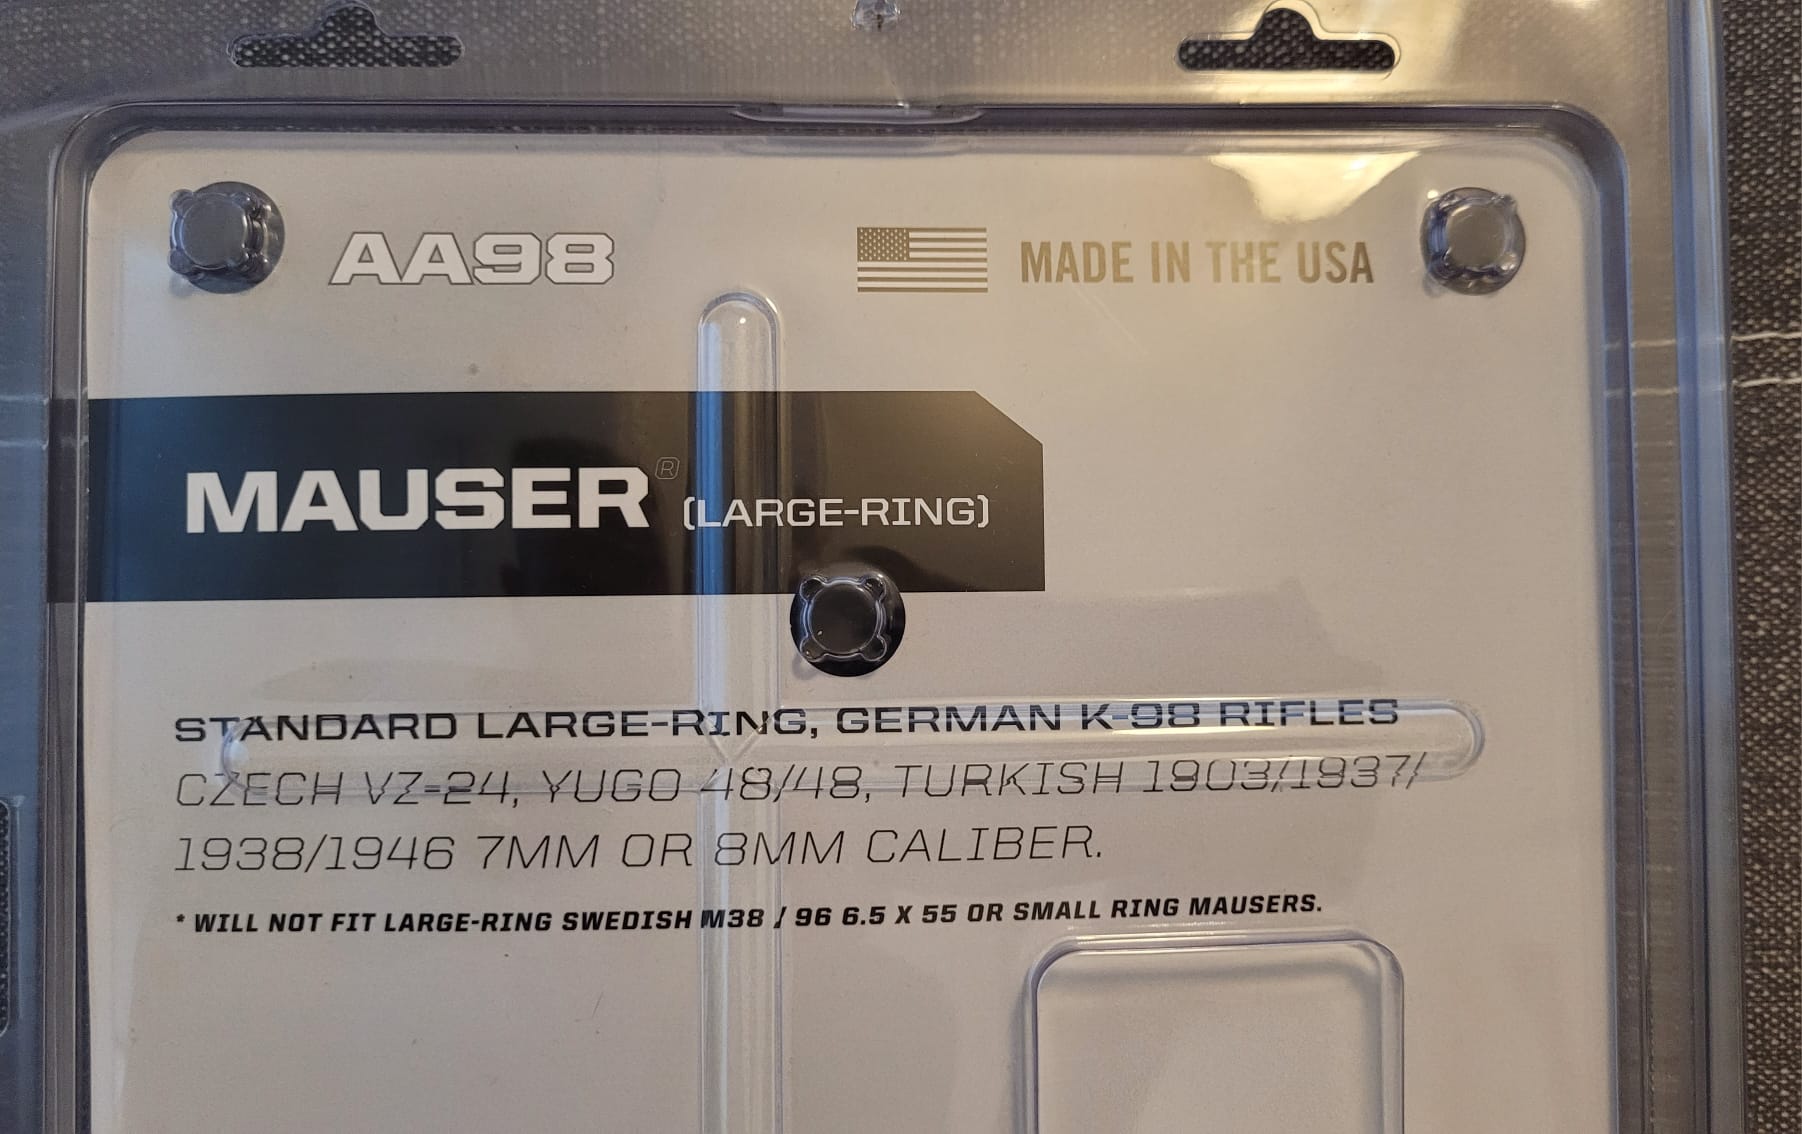 AA98
MADE IN THE USA
MAUSER® (LARGE-RING)
STANDARD LARGE-RING, GERMAN K-98 RIFLES
CZECH VZ-24, YUGO 48/48, TURKISH 1903/1937/
1938/1946 7MM OR 8MM CALIBER.
* WILL NOT FIT LARGE-RING SWEDISH M38 / 96 6.5 X 55 OR SMALL RING MAUSERS.